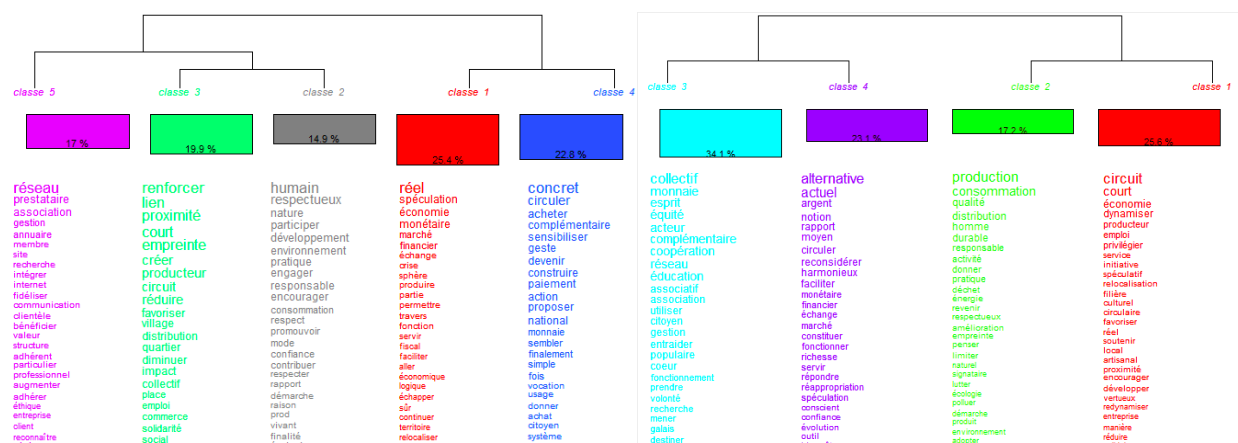 classe 5
classe 3
classe 2
classe 1
classe 4
17 %
19.9 %
14.9 %
25.4 %
22.8 %
réseau
prestataire
association
gestion
annuaire
membre
site
recherche
intégrer
internet
fidéliser
communication
clientèle
bénéficier
valeur
structure
adhérent
particulier
professionnel
augmenter
adhérer
éthique
entreprise
client
reconnaître
renforcer
lien
proximité
court
empreinte
créer
producteur
circuit
réduire
favoriser
village
distribution
quartier
diminuer
impact
collectif
place
emploi
commerce
solidarité
social
humain
respectueux
nature
participer
développement
environnement
pratique
engager
responsable
encourager
consommation
respect
promouvoir
mode
confiance
contribuer
respecter
rapport
démarche
raison
prod
vivant
finalité
réel
spéculation
économie
monétaire
marché
financier
échange
crise
sphère
produire
partie
permettre
travers
fonction
servir
fiscal
faciliter
aller
économique
logique
échapper
sûr
continuer
territoire
relocaliser
concret
circuler
acheter
complémentaire
sensibiliser
geste
devenir
construire
paiement
action
proposer
national
monnaie
sembler
finalement
simple
fois
vocation
usage
donner
achat
citoyen
système
classe 3
classe 4
classe 2
classe 1
34.1 %
23.1 %
17.2 %
25.6 %
collectif
monnaie
esprit
équité
acteur
complémentaire
coopération
réseau
éducation
associatif
association
utiliser
citoyen
gestion
entraider
populaire
coeur
fonctionnement
prendre
volonté
recherche
mener
galais
destiner
alternative
actuel
argent
notion
rapport
moyen
circuler
reconsidérer
harmonieux
faciliter
monétaire
financier
échange
marché
constituer
fonctionner
richesse
servir
répondre
réappropriation
spéculation
conscient
confiance
évolution
outil
production
consommation
qualité
distribution
homme
durable
responsable
activité
donner
pratique
déchet
énergie
revenir
respectueux
amélioration
empreinte
penser
limiter
naturel
signataire
lutter
écologie
polluer
démarche
produit
environnement
adopter
circuit
court
économie
dynamiser
producteur
emploi
privilégier
service
initiative
spéculatif
relocalisation
filière
culturel
circulaire
favoriser
réel
soutenir
local
artisanal
proximité
encourager
développer
vertueux
redynamiser
entreprise
manière
réduire